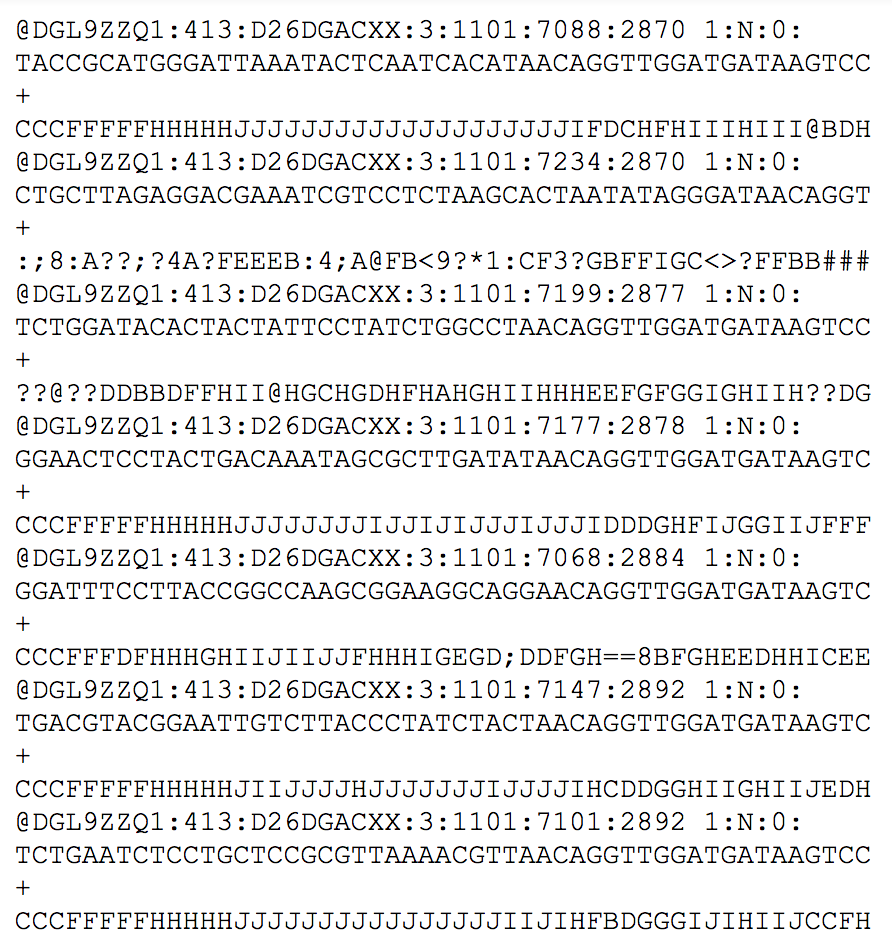 @DGL9ZZQ1:413:D26DGACXX:3:1101:7088:2870 1:N:0:
TACCGCATGGGATTAAATACTCAATCACATAACAGGTTGGATGATAAGTCC
+
CCCFFFFFHHHHHJJJJJJJJJJJJJJJJJJJJIFDCHFHIIIHIII@BDH
@DGL9ZZQ1:413:D26DGACXX:3:1101:7234:2870 1:N:0:
CTGCTTAGAGGACGAAATCGTCCTCTAAGCACTAATATAGGGATAACAGGT
+
:;8:A??;?4A?FEEEB:4;A@FB<9?*1:CF3?GBFFIGC<>?FFBB###
@DGL9ZZQ1:413:D26DGACXX:3:1101:7199:2877 1:N:0:
TCTGGATACACTACTATTCCTATCTGGCCTAACAGGTTGGATGATAAGTCC
+
??@??DDBBDFFHII@HGCHGDHFHAHGHIIHHHEEFGFGGIGHIIH??DG
@DGL9ZZQ1:413:D26DGACXX:3:1101:7177:2878 1:N:0:
GGAACTCCTACTGACAAATAGCGCTTGATATAACAGGTTGGATGATAAGTC
+
CCCFFFFFHHHHHJJJJJJJJIJJIJIJJJIJJJIDDDGHFIJGGIIJFFF
@DGL9ZZQ1:413:D26DGACXX:3:1101:7068:2884 1:N:0:
GGATTTCCTTACCGGCCAAGCGGAAGGCAGGAACAGGTTGGATGATAAGTC
+
CCCFFFDFHHHGHIIJIIJJFHHHIGEGD;DDFGH==8BFGHEEDHHICEE
@DGL9ZZQ1:413:D26DGACXX:3:1101:7147:2892 1:N:0:
TGACGTACGGAATTGTCTTACCCTATCTACTAACAGGTTGGATGATAAGTC
+
CCCFFFFFHHHHHJIIJJJJHJJJJJJJIJJJJIHCDDGGHIIGHIIJEDH
@DGL9ZZQ1:413:D26DGACXX:3:1101:7101:2892 1:N:0:
TCTGAATCTCCTGCTCCGCGTTAAAACGTTAACAGGTTGGATGATAAGTCC
+
CCCFFFFFHHHHHJJJJJJJJJJJJJJJJIIJIHFBDGGGIJIHIIJCCFH